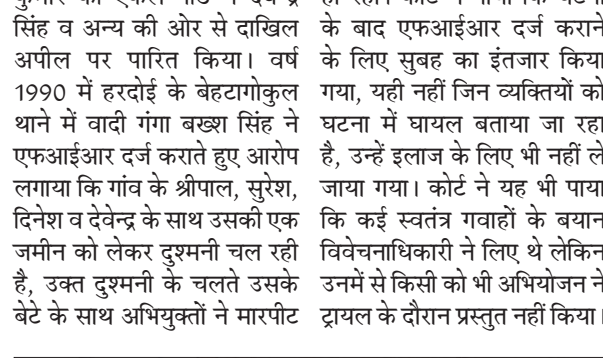 सिंह व अन्य की ओर से दाखिल
अपील पर पारित किया। वर्ष
1990 में हरदोई के बेहटागोकुल
थाने में वादी गंगा बख्श सिंह ने
एफआईआर दर्ज कराते हुए आरोप
लगाया कि गांव के श्रीपाल, सुरेश,
दिनेश व देवेन्द्र के साथ उसकी एक
जमीन को लेकर दुश्मनी चल रही
है, उक्त दुश्मनी के चलते उसके
बेटे के साथ अभियुक्तों ने मारपीट
के बाद एफआईआर दर्ज कराने
के लिए सुबह का इंतजार किया
गया, यही नहीं जिन व्यक्तियों को
घटना में घायल बताया जा रहा
है, उन्हें इलाज के लिए भी नहीं ले
जाया गया। कोर्ट ने यह भी पाया
कि कई स्वतंत्र गवाहों के बयान
विवेचनाधिकारी ने लिए थे लेकिन
उनमें से किसी को भी अभियोजन ने
ट्रायल के दौरान प्रस्तुत नहीं किया।